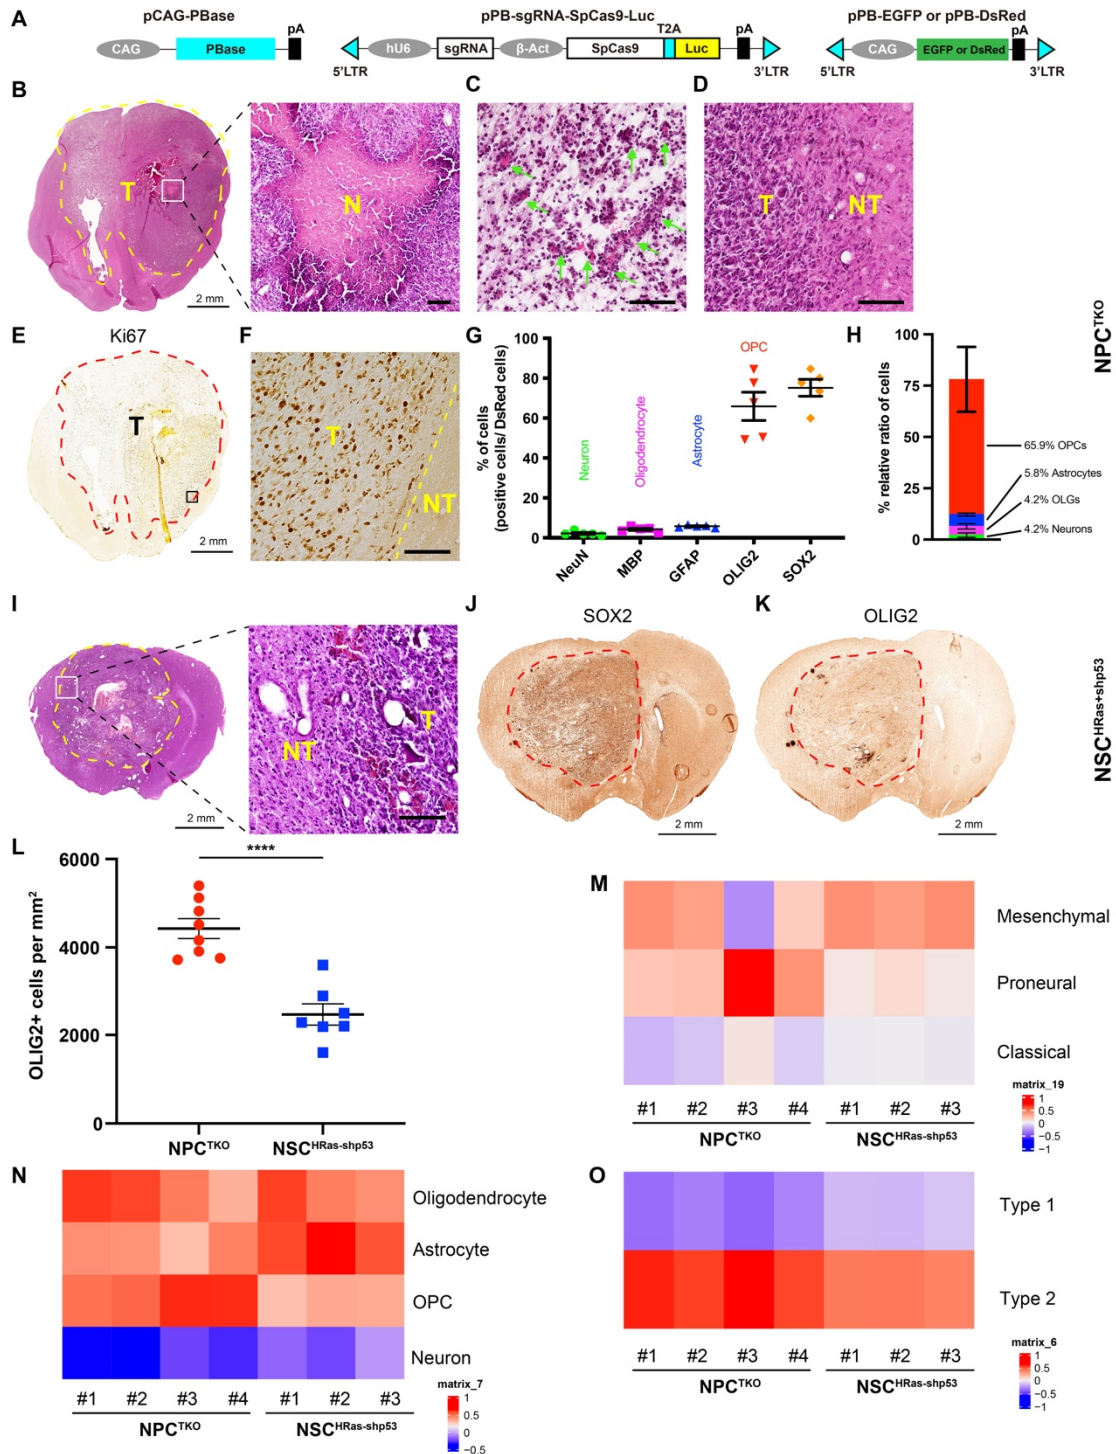 A
pCAG-PBase
CAG
PBase
pA
pPB-sgRNA-SpCas9-Luc
hU6
sgRNA
β-Act
SpCas9
T2A
Luc
pA
5'LTR
3'LTR
pPB-EGFP or pPB-DsRed
CAG
EGFP or DsRed
pA
5'LTR
3'LTR
B
T
2 mm
N
C
D
T
NT
NPCTKO
E
Ki67
T
2 mm
F
T
NT
G
% of cells
(positive cells/ DsRed cells)
100
80
60
40
20
0
Neuron
Oligodendrocyte
Astrocyte
OPC
NeuN
MBP
GFAP
OLIG2
SOX2
H
% relative ratio of cells
100
75
50
25
0
65.9% OPCs
5.8% Astrocytes
4.2% OLGs
4.2% Neurons
I
2 mm
NT
T
J
SOX2
2 mm
K
OLIG2
2 mm
NSCHRas+shp53
L
OLIG2+ cells per mm2
6000
4000
2000
0
****
NPCTKO
NSCHRas-shp53
M
Mesenchymal
Proneural
Classical
#1 #2 #3 #4 #1 #2 #3
NPCTKO
NSCHRas-shp53
matrix_19
1
0.5
0
−0.5
−1
N
Oligodendrocyte
Astrocyte
OPC
Neuron
#1 #2 #3 #4 #1 #2 #3
NPCTKO
NSCHRas-shp53
matrix_7
1
0.5
0
−0.5
O
Type 1
Type 2
#1 #2 #3 #4 #1 #2 #3
NPCTKO
NSCHRas-shp53
matrix_6
1
0.5
0
−0.5
−1